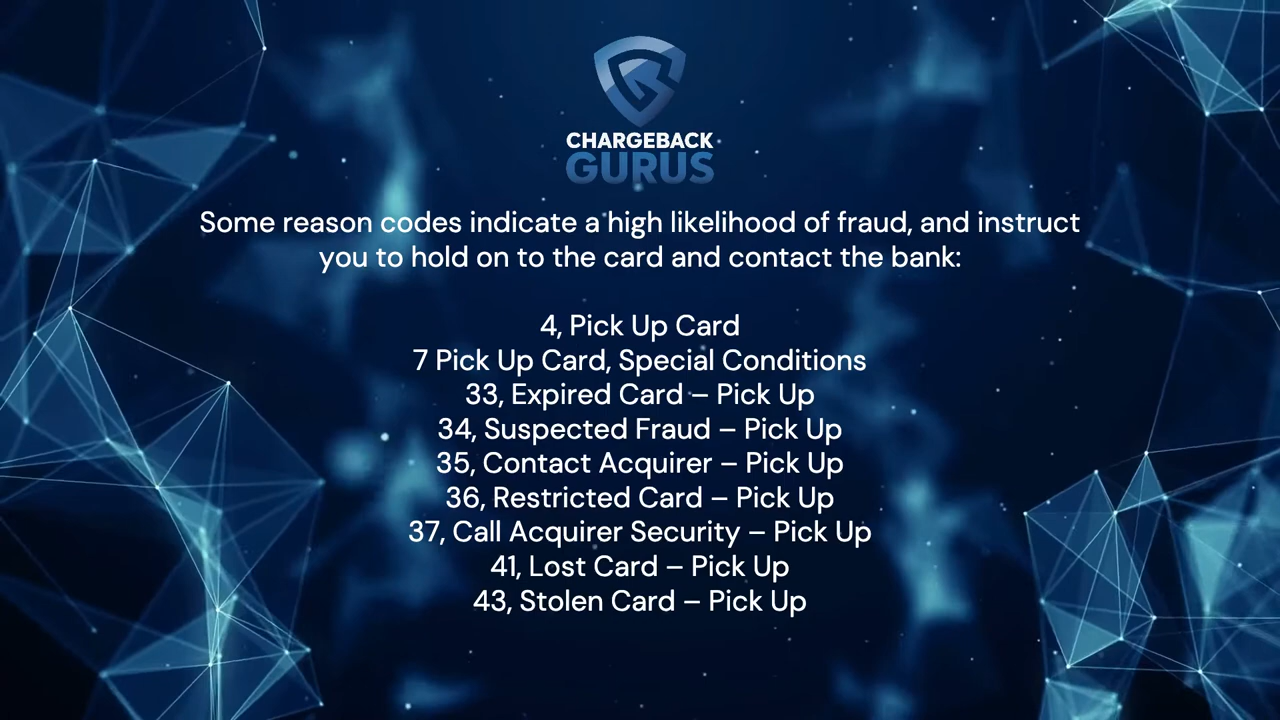 CHARGEBACK
GURUS
Some reason codes indicate a high likelihood of fraud, and instruct
you to hold on to the card and contact the bank:
4, Pick Up Card
7 Pick Up Card, Special Conditions
33, Expired Card – Pick Up
34, Suspected Fraud – Pick Up
35, Contact Acquirer – Pick Up
36, Restricted Card – Pick Up
37, Call Acquirer Security – Pick Up
41, Lost Card – Pick Up
43, Stolen Card – Pick Up